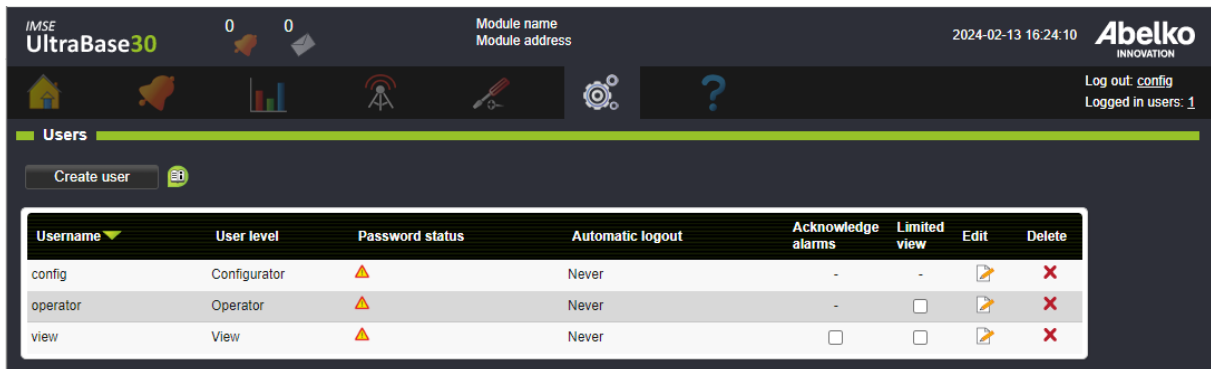 IMSE
UltraBase30
0
0
Module name
Module address
2024-02-13 16:24:10
Abelko
INNOVATION
Log out: config
Logged in users: 1
Users
Create user
Username User level Password status Automatic logout Acknowledge alarms Limited view Edit Delete
config Configurator Never - -
operator Operator Never -
view View Never